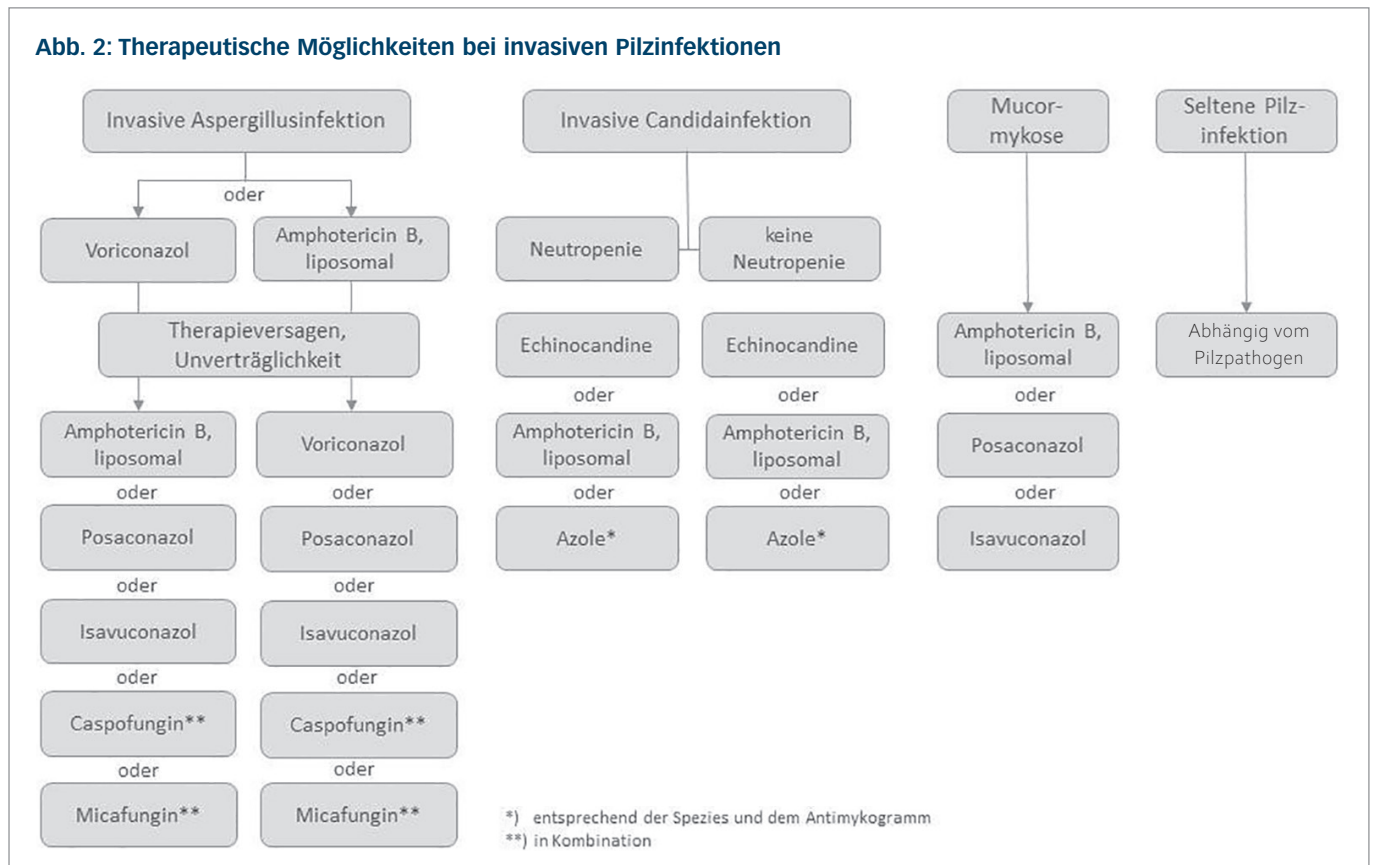 Abb. 2: Therapeutische Möglichkeiten bei invasiven Pilzinfektionen
Invasive Aspergillusinfektion
oder
Voriconazol
Amphotericin B,
liposomal
Therapieversagen,
Unverträglichkeit
Amphotericin B,
liposomal
oder
Posaconazol
oder
Isavuconazol
oder
Caspofungin**
oder
Micafungin**
Voriconazol
oder
Posaconazol
oder
Isavuconazol
oder
Caspofungin**
oder
Micafungin**
Invasive Candidainfektion
Neutropenie
keine
Neutropenie
Echinocandine
oder
Amphotericin B,
liposomal
oder
Azole*
Echinocandine
oder
Amphotericin B,
liposomal
oder
Azole*
Mucor-
mykose
Amphotericin B,
liposomal
oder
Posaconazol
oder
Isavuconazol
Seltene Pilz-
infektion
Abhängig vom
Pilzpathogen
*) entsprechend der Spezies und dem Antimykogramm
**) in Kombination